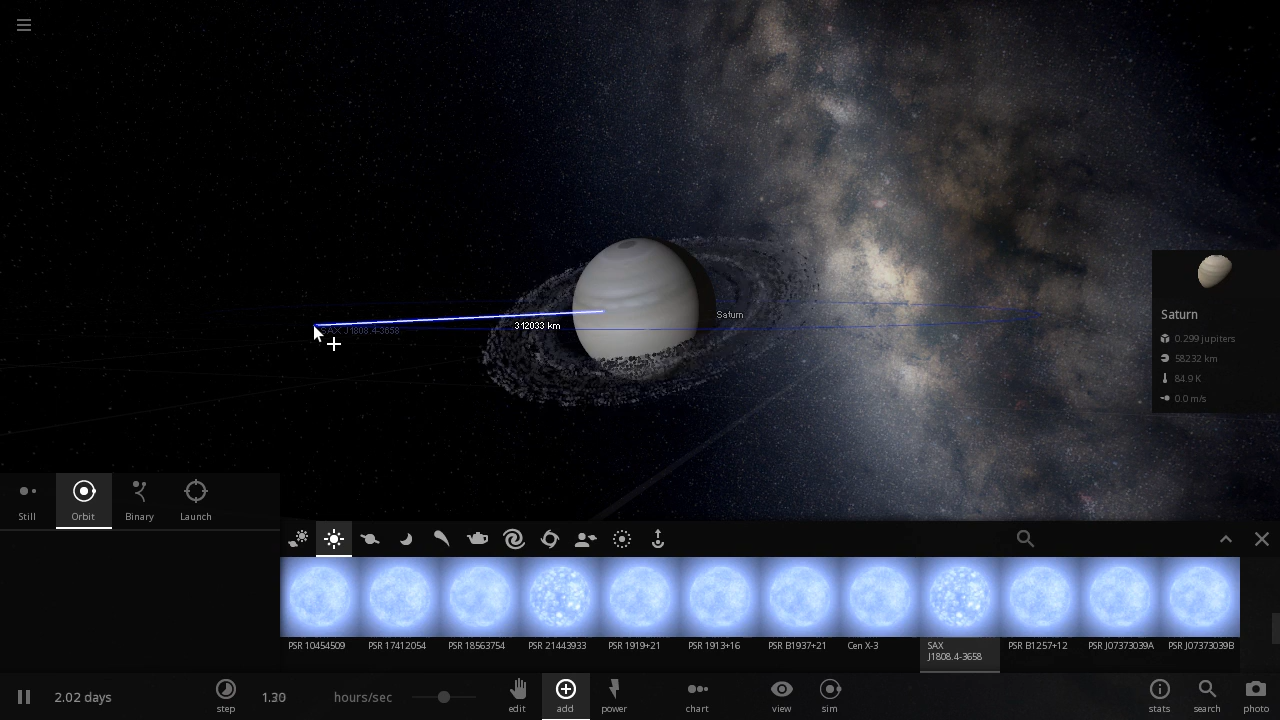 SAX J1808.4-3658
312033 km
Saturn
Saturn
0.299 jupiters
58232 km
84.9 K
0.0 m/s
Still
Orbit
Binary
Launch
PSR 10454509
PSR 17412054
PSR 18563754
PSR 21443933
PSR 1919+21
PSR 1913+16
PSR B1937+21
Cen X-3
SAX
J1808.4-3658
PSR B1257+12
PSR J07373039A
PSR J07373039B
2.02 days
step
1.30
hours/sec
edit
add
power
chart
view
sim
stats
search
photo